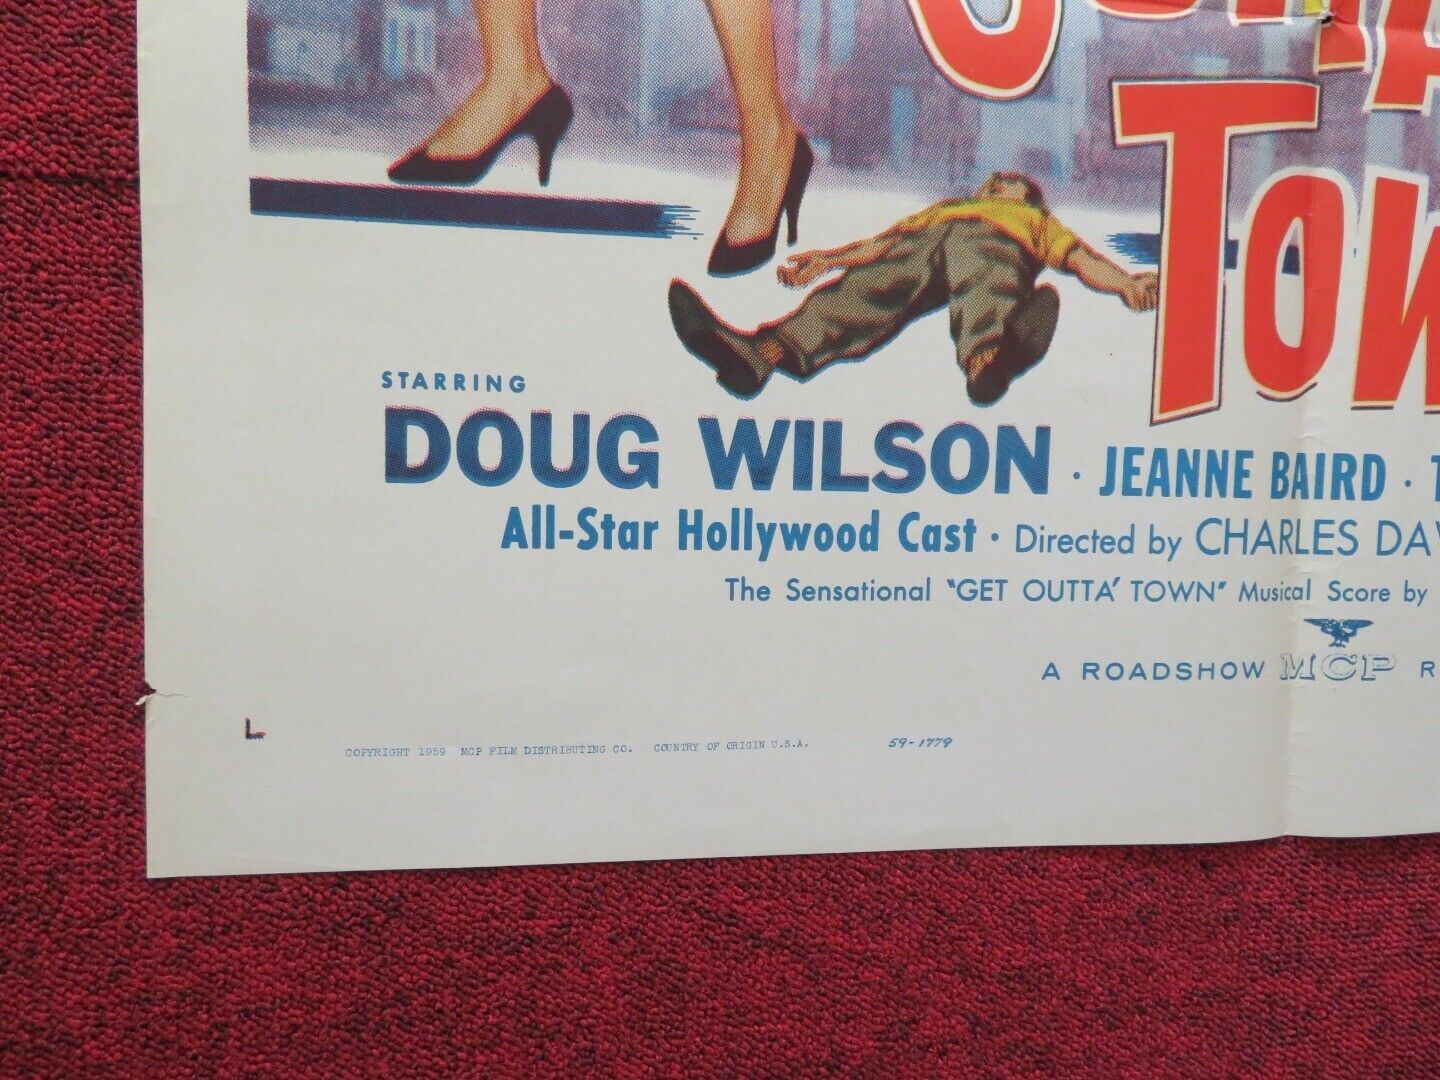 TOW
STARRING
DOUG WILSON · JEANNE BAIRD ·
All-Star Hollywood Cast · Directed by CHARLES DAV
The Sensational "GET OUTTA' TOWN" Musical Score by
A ROADSHOW MCP R
COPYRIGHT 1959 MCP FILM DISTRIBUTING CO. COUNTRY OF ORIGIN U.S.A. 59-1779